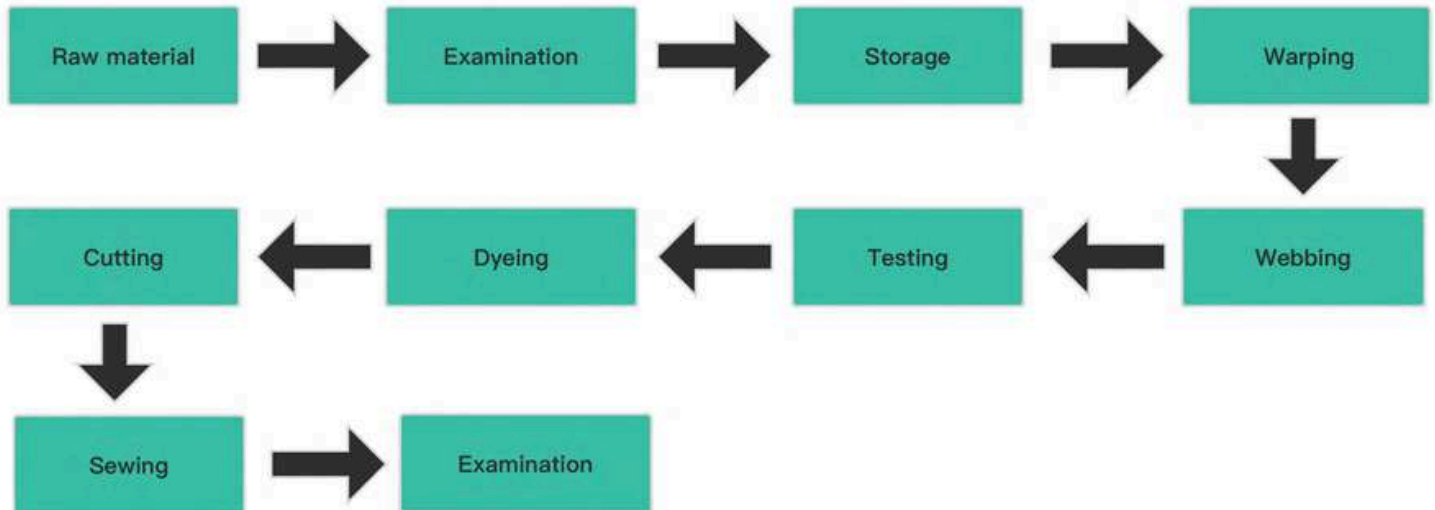 Raw material
Examination
Storage
Warping
Webbing
Testing
Dyeing
Cutting
Sewing
Examination